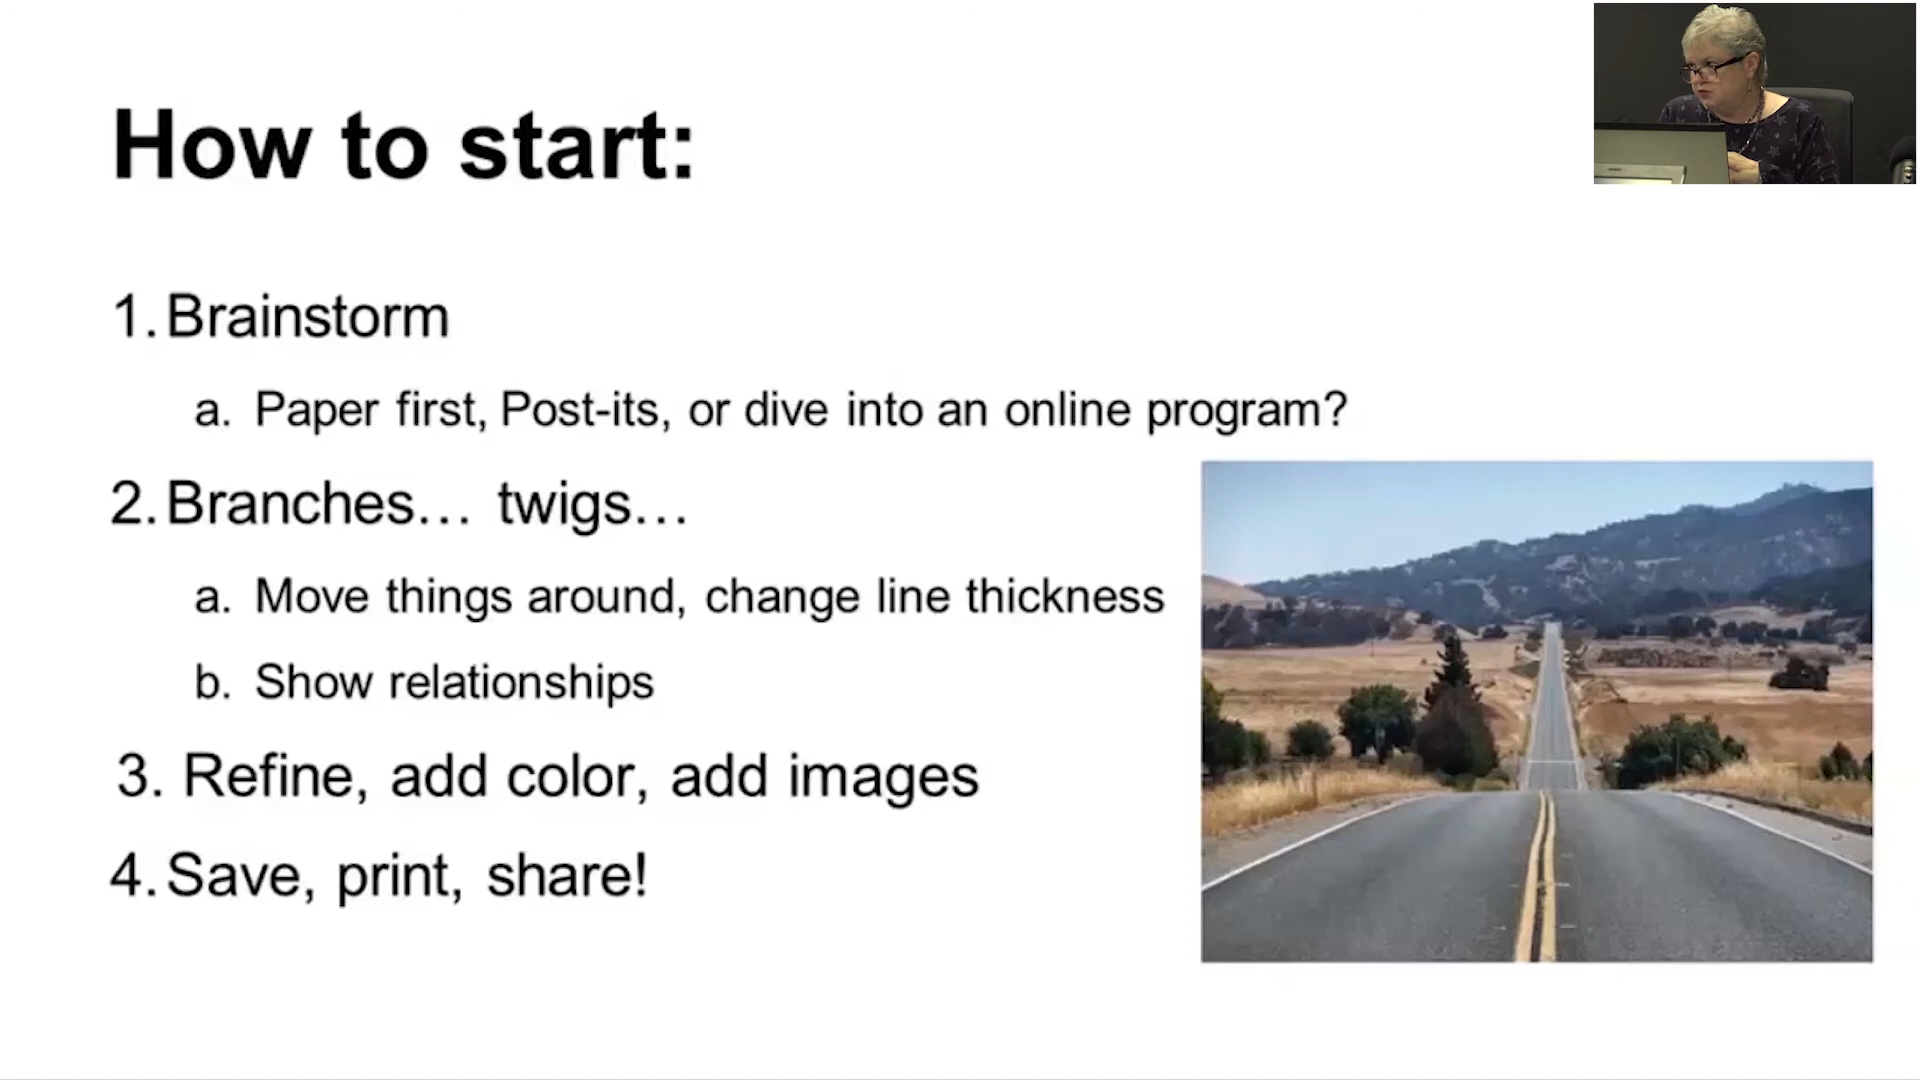 How to start:
1. Brainstorm
a. Paper first, Post-its, or dive into an online program?
2. Branches… twigs…
a. Move things around, change line thickness
b. Show relationships
3. Refine, add color, add images
4. Save, print, share!